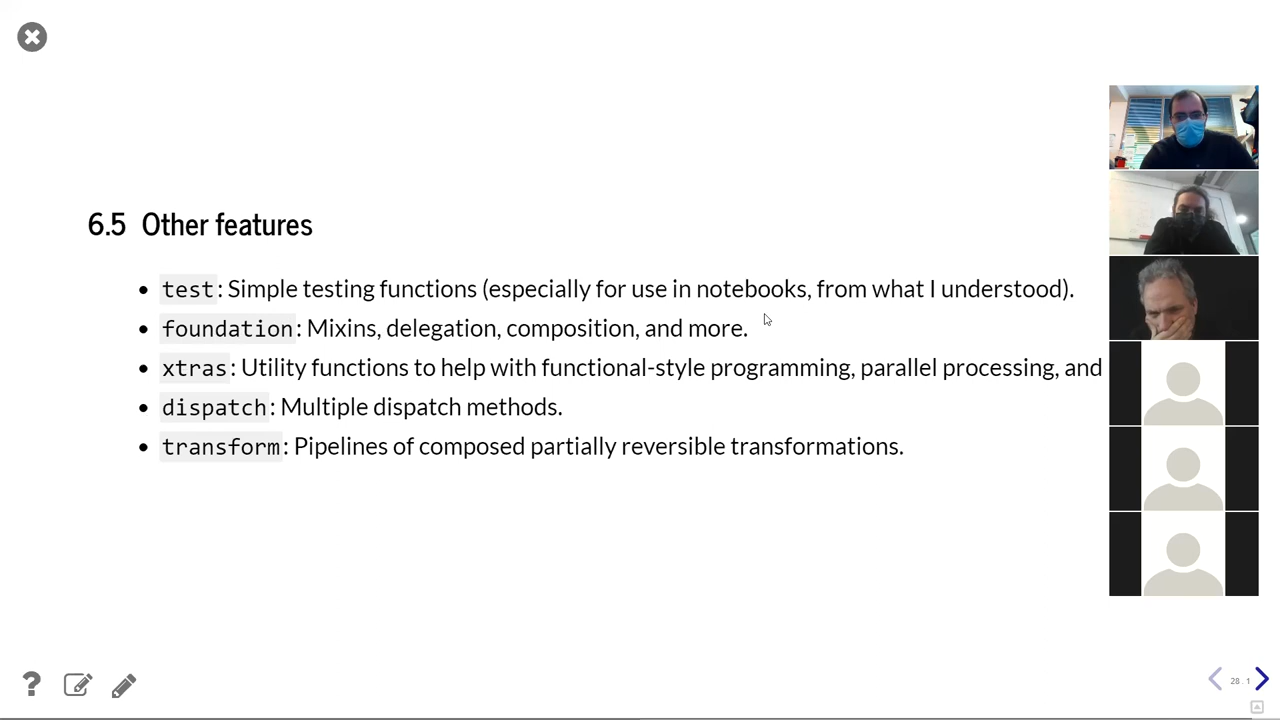 6.5 Other features
test: Simple testing functions (especially for use in notebooks, from what I understood).
foundation: Mixins, delegation, composition, and more.
xtras: Utility functions to help with functional-style programming, parallel processing, and
dispatch: Multiple dispatch methods.
transform: Pipelines of composed partially reversible transformations.
28.1